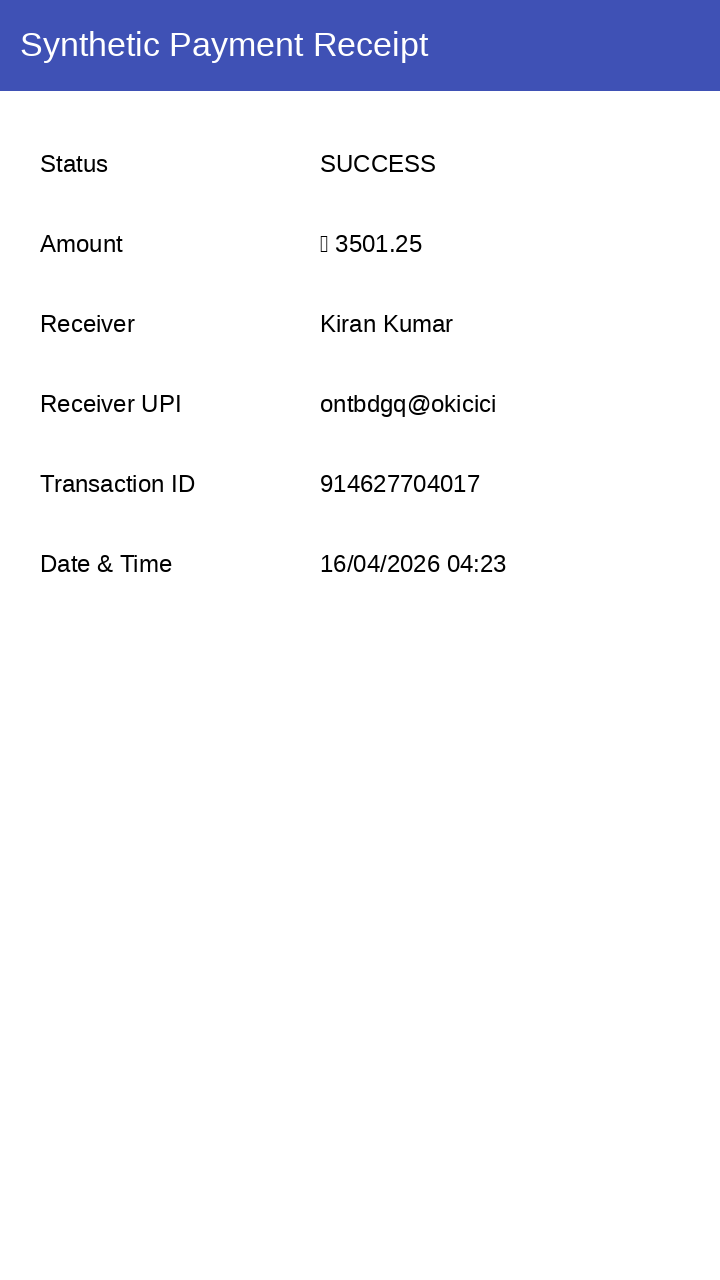 Synthetic Payment Receipt
Status SUCCESS
Amount 3501.25
Receiver Kiran Kumar
Receiver UPI ontbdgq@okicici
Transaction ID 914627704017
Date & Time 16/04/2026 04:23